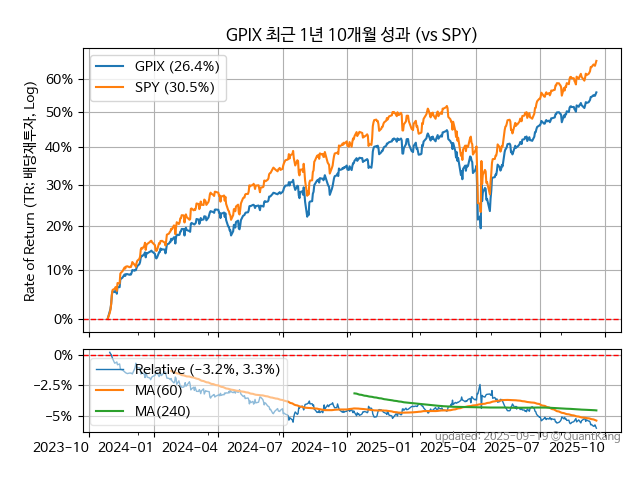 GPIX 최근 1년 10개월 성과 (vs SPY)
Rate of Return (TR: 배당재투자, Log)
GPIX (26.4%)
SPY (30.5%)
60%
50%
40%
30%
20%
10%
0%
Relative (−3.2%, 3.3%)
MA(60)
MA(240)
0%
−2.5%
−5%
2023-10 2024-01 2024-04 2024-07 2024-10 2025-01 2025-04 2025-07 2025-10
updated: 2025-09-19 © QuantKang